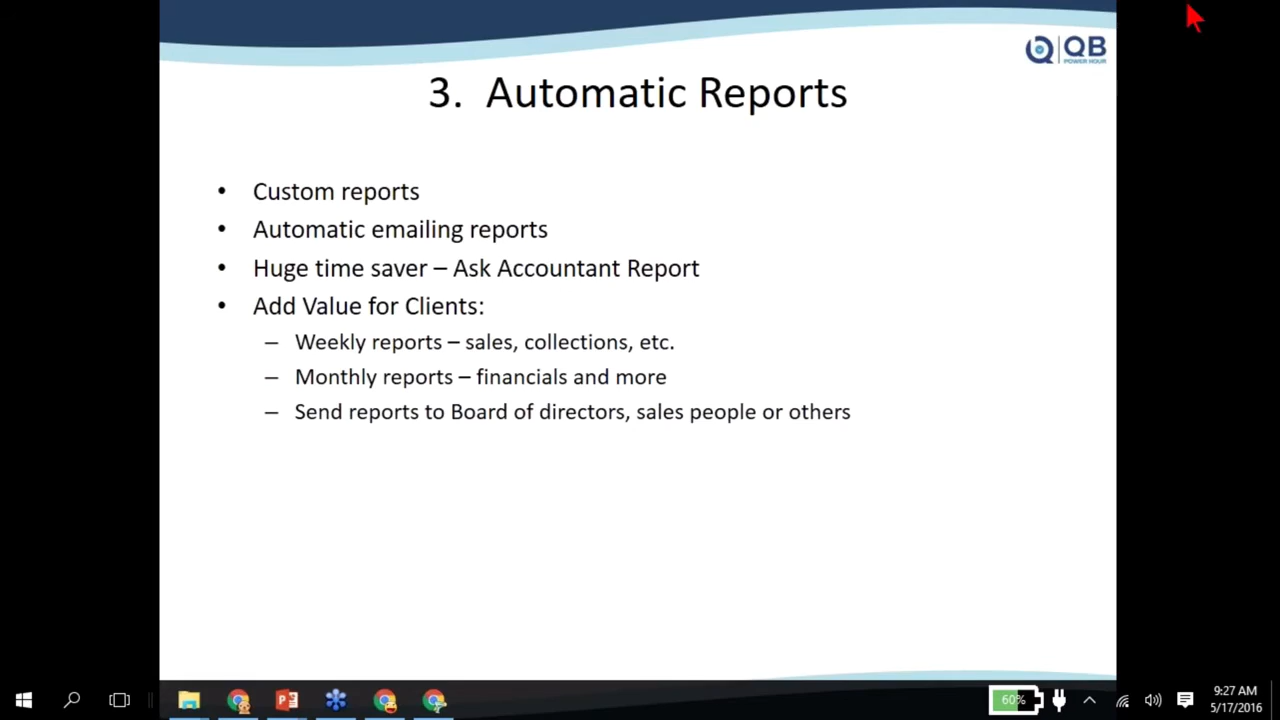 QB
POWER HOUR
3. Automatic Reports
• Custom reports
• Automatic emailing reports
• Huge time saver – Ask Accountant Report
• Add Value for Clients:
– Weekly reports – sales, collections, etc.
– Monthly reports – financials and more
– Send reports to Board of directors, sales people or others
60%
9:27 AM
5/17/2016